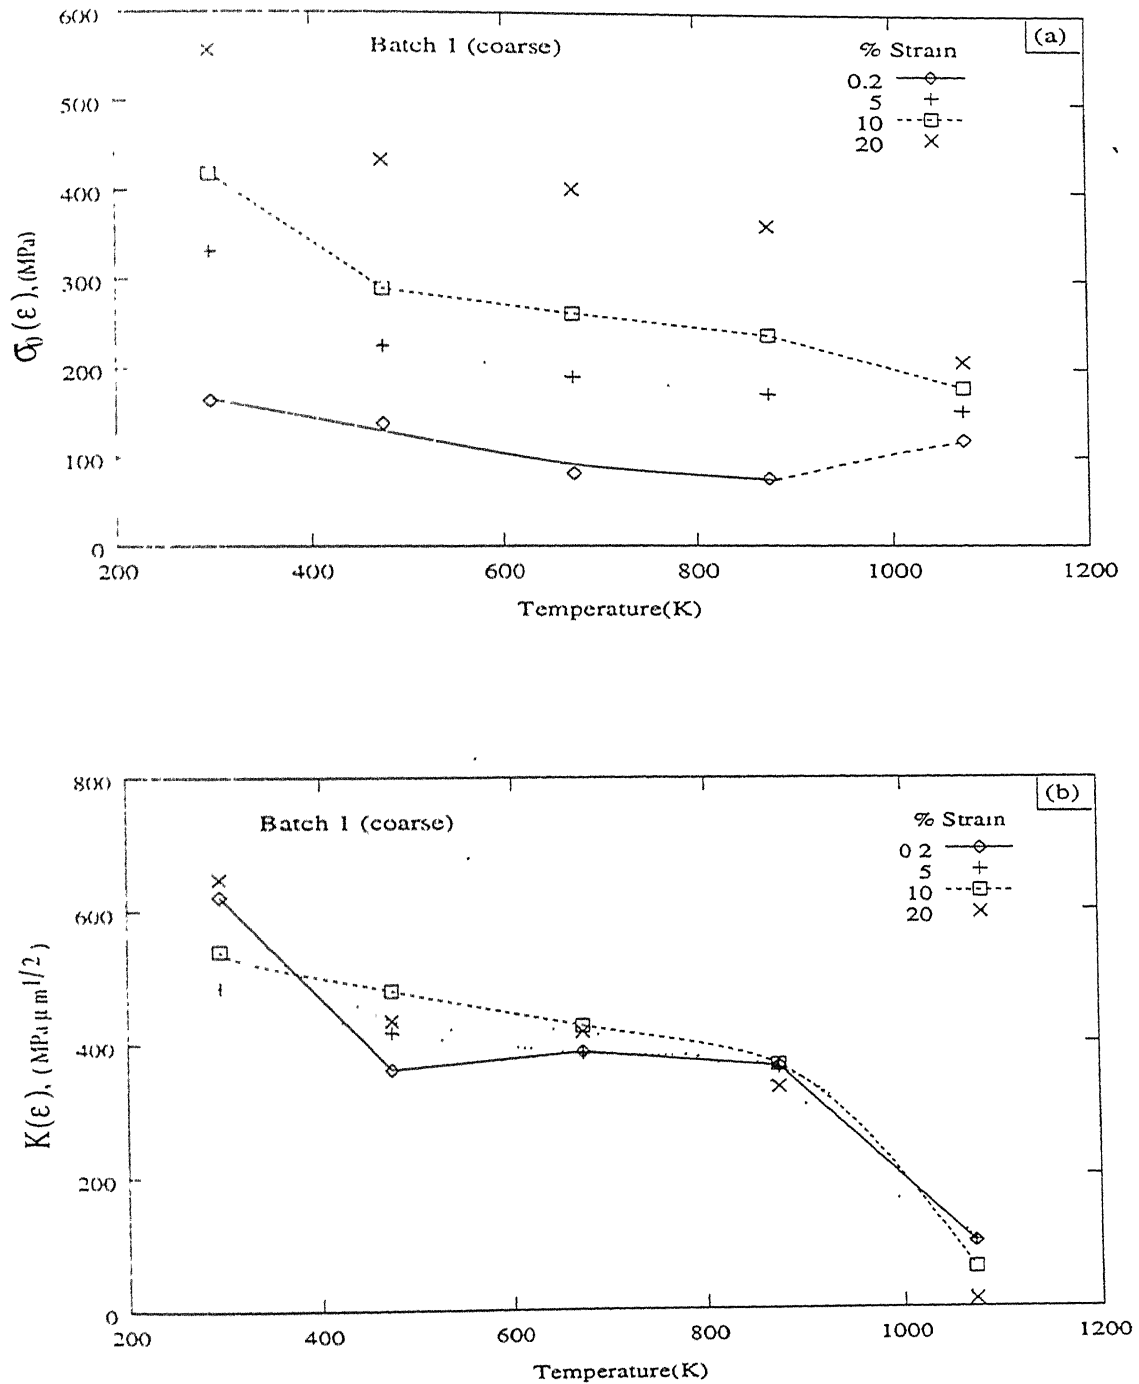 600
Batch 1 (coarse)
(a)
% Strain
0.2
5
10
20
500
400
300
200
100
0
σ0(ε),(MPa)
200 400 600 800 1000 1200
Temperature(K)
800
Batch 1 (coarse)
(b)
% Strain
0 2
5
10
20
600
400
200
0
K(ε), (MPa μm1/2)
200 400 600 800 1000 1200
Temperature(K)